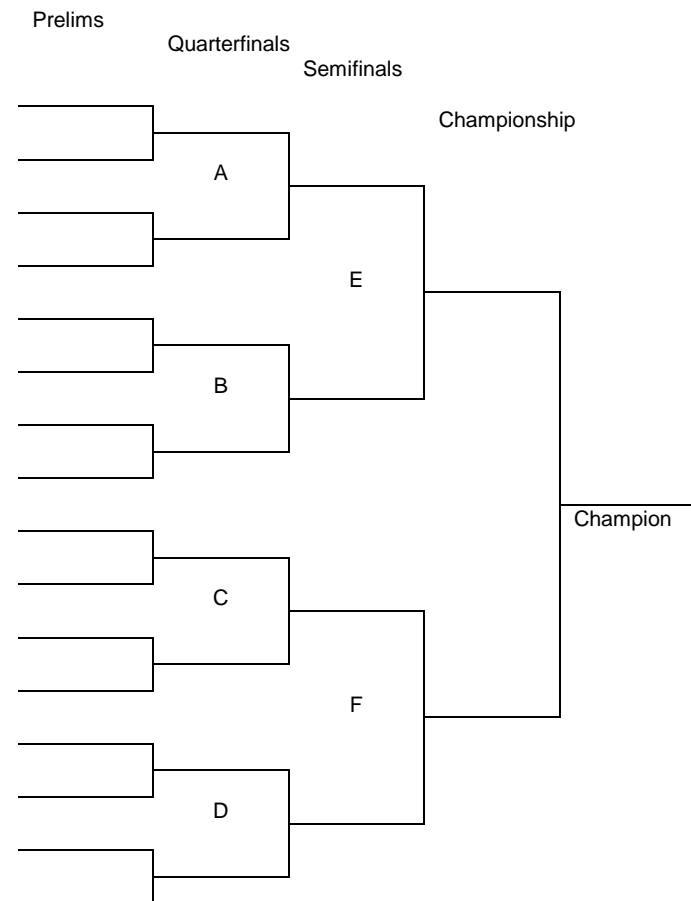 Prelims
Quarterfinals
Semifinals
Championship
A
E
B
Champion
C
F
D